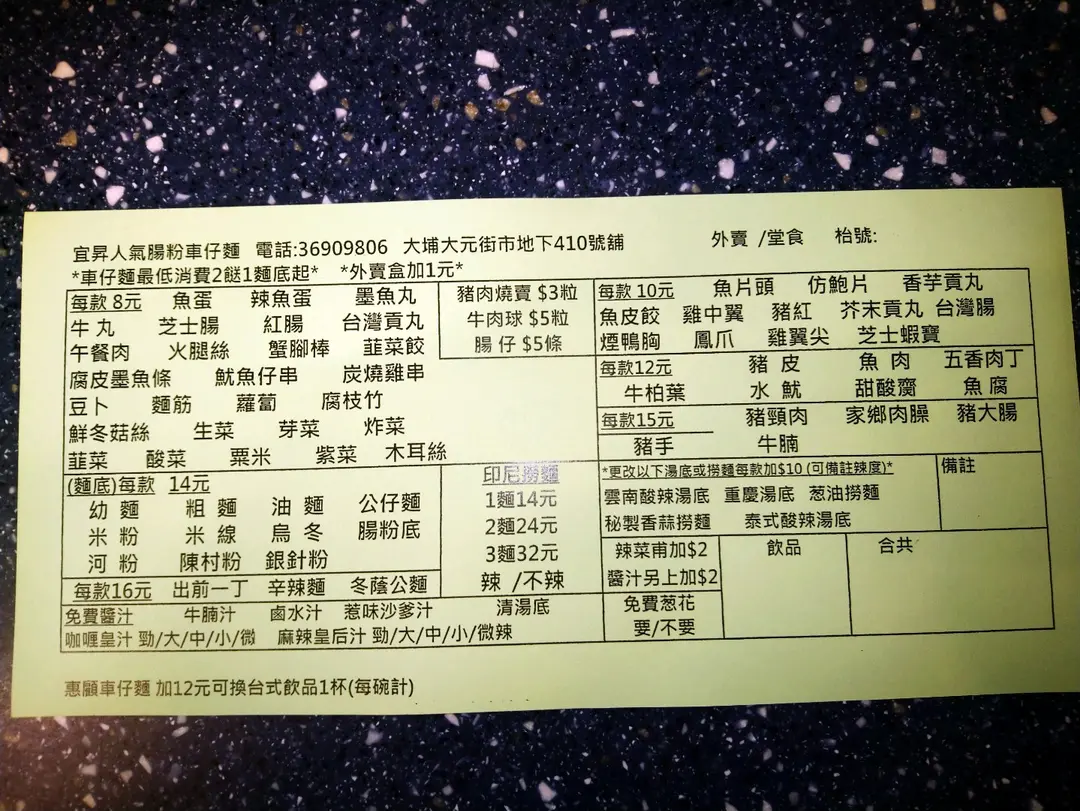 宜昇人氣腸粉車仔麵 電話:36909806 大埔大元街市地下410號舖 外賣 /堂食 枱號:
*車仔麵最低消費2餸1麵底起* *外賣盒加1元*
每款 8元 魚蛋 辣魚蛋 墨魚丸
牛丸 芝士腸 紅腸 台灣貢丸
午餐肉 火腿絲 蟹腳棒 韮菜餃
腐皮墨魚條 魷魚仔串 炭燒雞串
豆卜 麵筋 蘿蔔 腐枝竹
鮮冬菇絲 生菜 芽菜 炸菜
韮菜 酸菜 粟米 紫菜 木耳絲
豬肉燒賣 $3粒
牛肉球 $5粒
腸仔 $5條
每款 10元 魚片頭 仿鮑片 香芋貢丸
魚皮餃 雞中翼 豬紅 芥末貢丸 台灣腸
煙鴨胸 鳳爪 雞翼尖 芝士蝦寶
每款12元 豬皮 魚肉 五香肉丁
牛柏葉 水魷 甜酸齋 魚腐
每款15元 豬頸肉 家鄉肉臊 豬大腸
豬手 牛腩
(麵底)每款 14元
幼麵 粗麵 油麵 公仔麵
米粉 米線 烏冬 腸粉底
河粉 陳村粉 銀針粉
每款16元 出前一丁 辛辣麵 冬蔭公麵
印尼撈麵
1麵14元
2麵24元
3麵32元
辣 /不辣
*更改以下湯底或撈麵每款加$10 (可備註辣度)*
雲南酸辣湯底 重慶湯底 葱油撈麵
秘製香蒜撈麵 泰式酸辣湯底
備註
辣菜甫加$2
醬汁另上加$2
免費葱花
要/不要
飲品
合共
免費醬汁 牛腩汁 鹵水汁 惹味沙爹汁 清湯底
咖喱皇汁 勁/大/中/小/微 麻辣皇后汁 勁/大/中/小/微辣
惠顧車仔麵 加12元可換台式飲品1杯(每碗計)